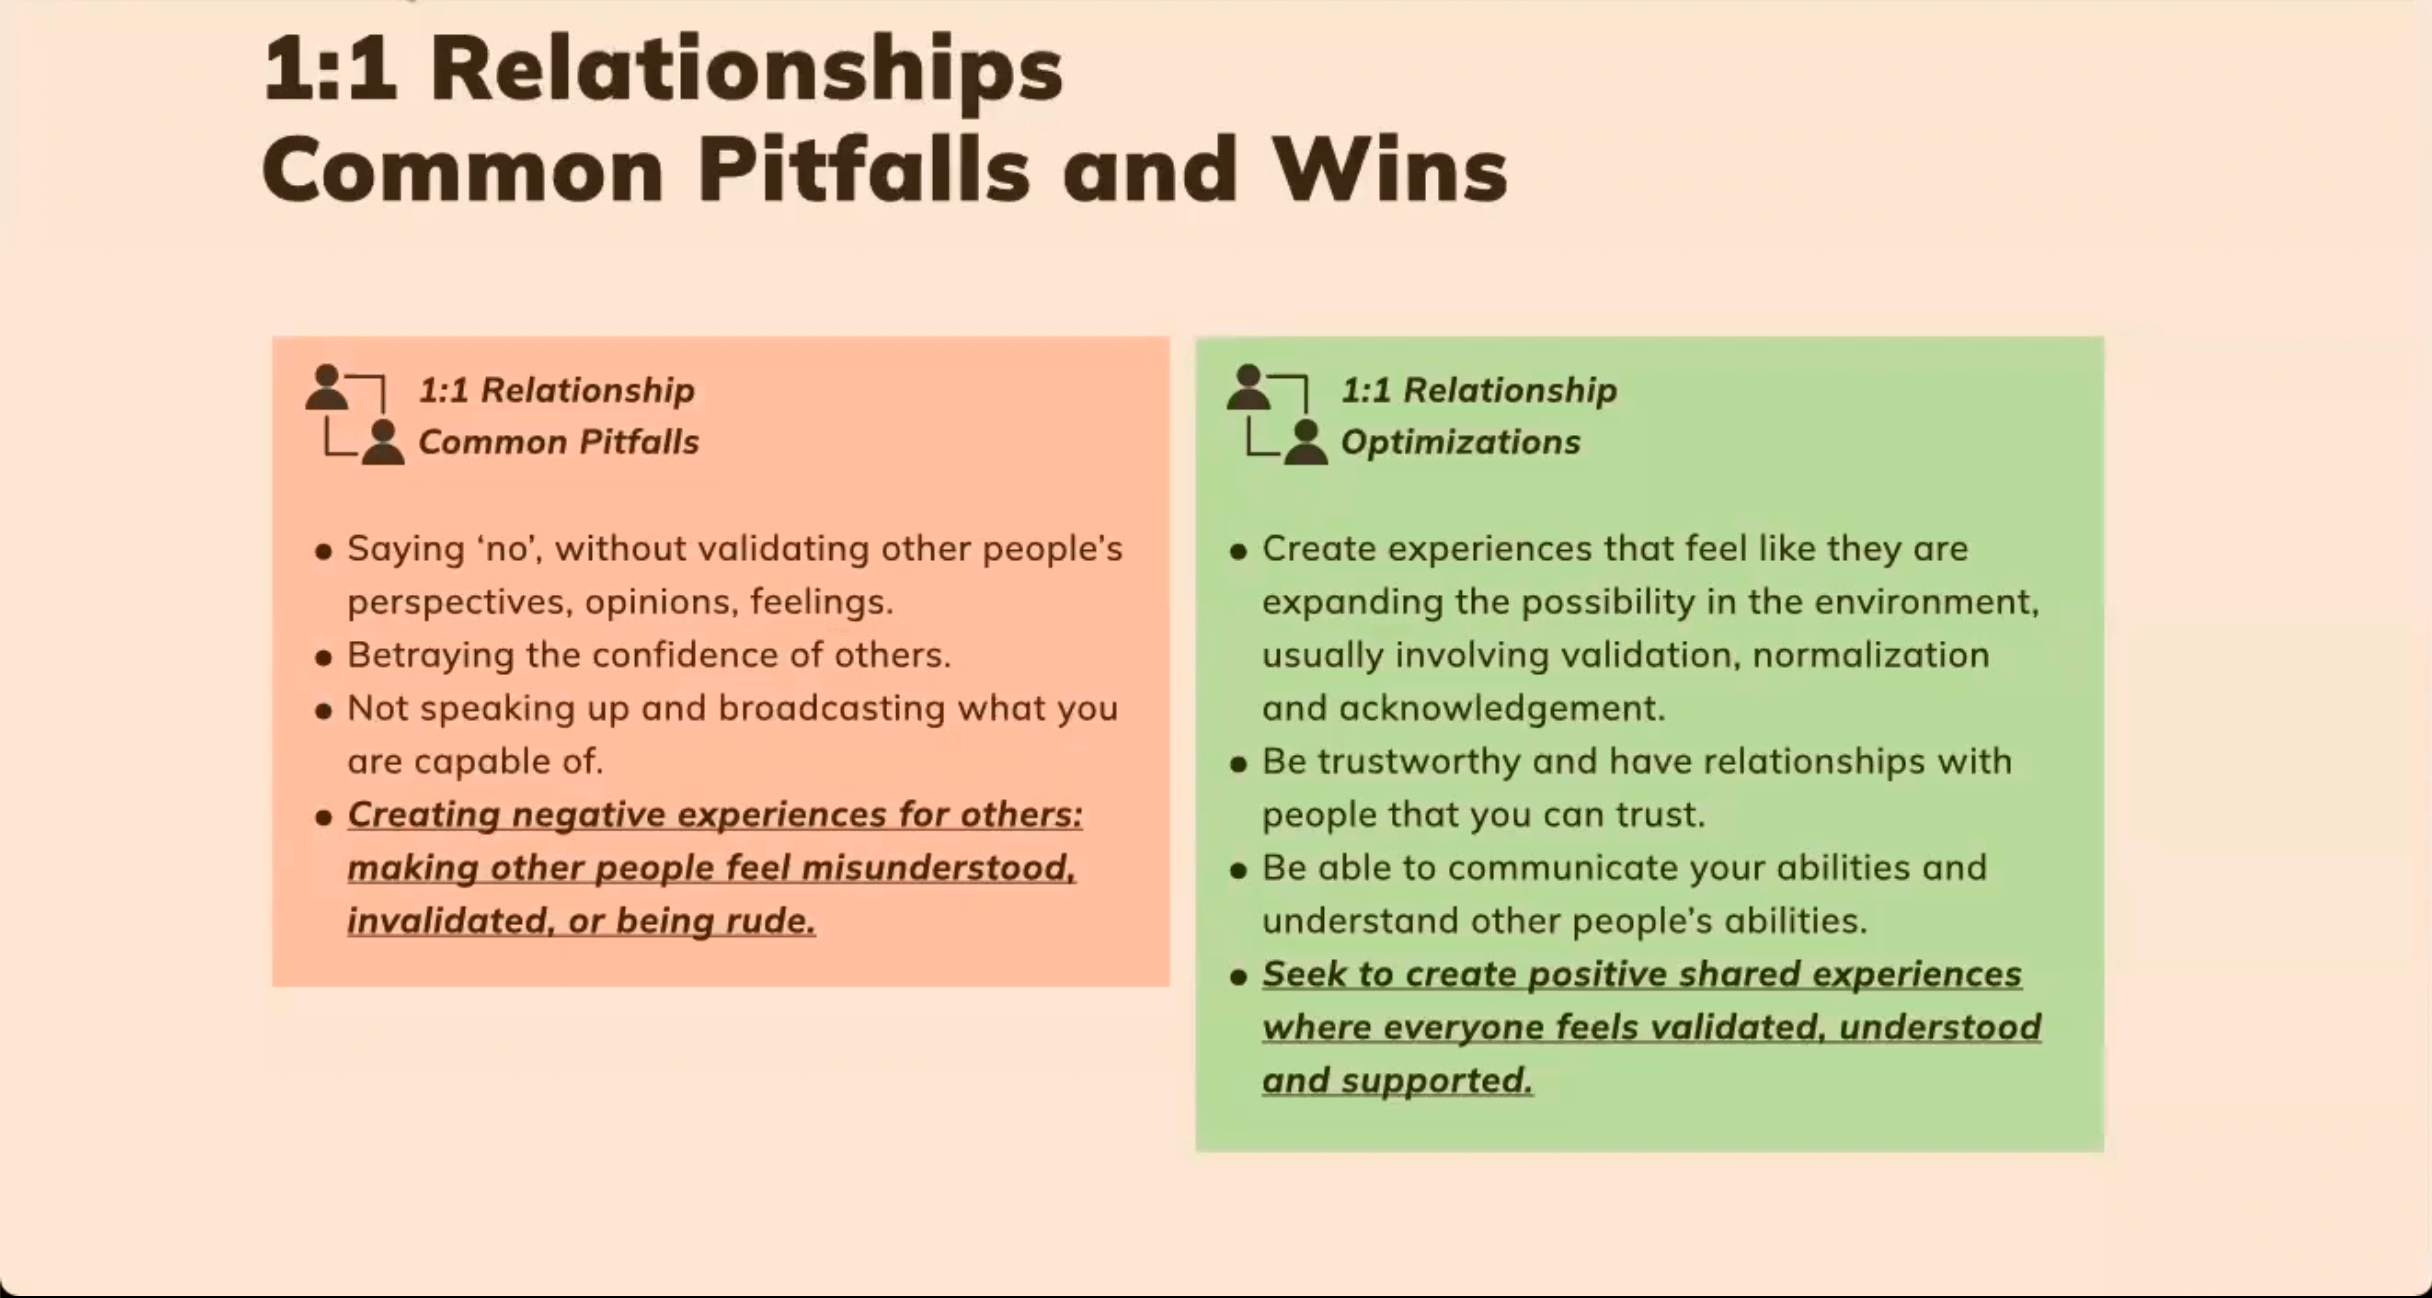 1:1 Relationships
Common Pitfalls and Wins
1:1 Relationship
Common Pitfalls
● Saying ‘no’, without validating other people’s
perspectives, opinions, feelings.
● Betraying the confidence of others.
● Not speaking up and broadcasting what you
are capable of.
● Creating negative experiences for others:
making other people feel misunderstood,
invalidated, or being rude.
1:1 Relationship
Optimizations
● Create experiences that feel like they are
expanding the possibility in the environment,
usually involving validation, normalization
and acknowledgement.
● Be trustworthy and have relationships with
people that you can trust.
● Be able to communicate your abilities and
understand other people’s abilities.
● Seek to create positive shared experiences
where everyone feels validated, understood
and supported.